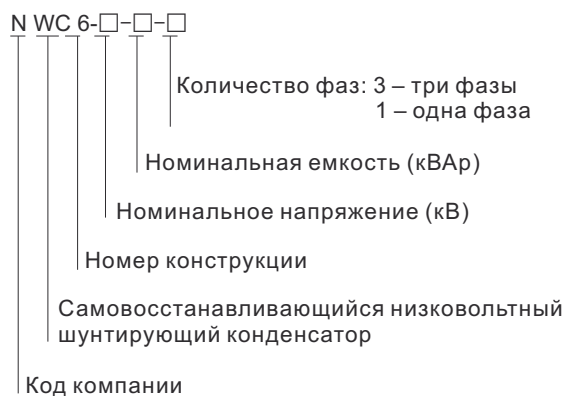 N WC 6-□-□-□
Количество фаз: 3 – три фазы
1 – одна фаза
Номинальная емкость (кВАр)
Номинальное напряжение (кВ)
Номер конструкции
Самовосстанавливающийся низковольтный
шунтирующий конденсатор
Код компании